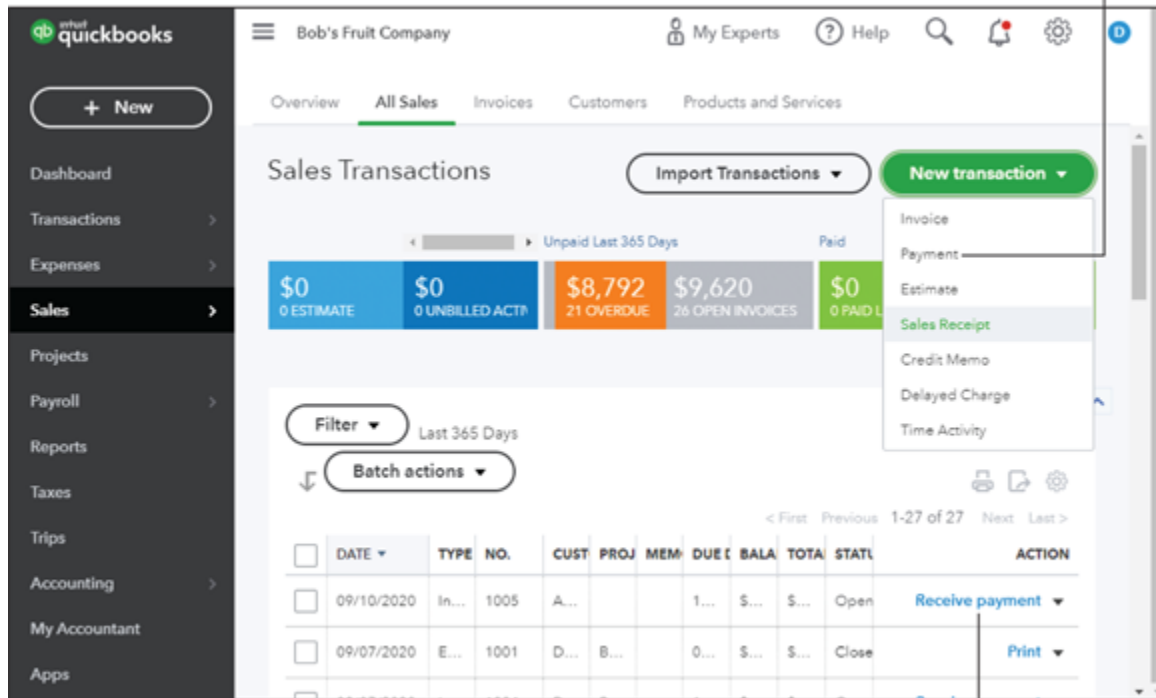 qb intuit quickbooks
Bob's Fruit Company
My Experts
? Help
D
+ New
Overview All Sales Invoices Customers Products and Services
Dashboard
Transactions
Expenses
Sales
Projects
Payroll
Reports
Taxes
Trips
Accounting
My Accountant
Apps
Sales Transactions
Import Transactions
New transaction
Invoice
Payment
Estimate
Sales Receipt
Credit Memo
Delayed Charge
Time Activity
Unpaid Last 365 Days
Paid
$0
0 ESTIMATE
$0
0 UNBILLED ACTI
$8,792
21 OVERDUE
$9,620
26 OPEN INVOICES
$0
0 PAID L
Filter
Last 365 Days
Batch actions
< First Previous 1-27 of 27 Next Last >
DATE TYPE NO. CUST PROJ MEM DUE BALA TOTA STATU ACTION
09/10/2020 In... 1005 A... 1... $... $... Open Receive payment
09/07/2020 E... 1001 D... B... 0... $... $... Close Print